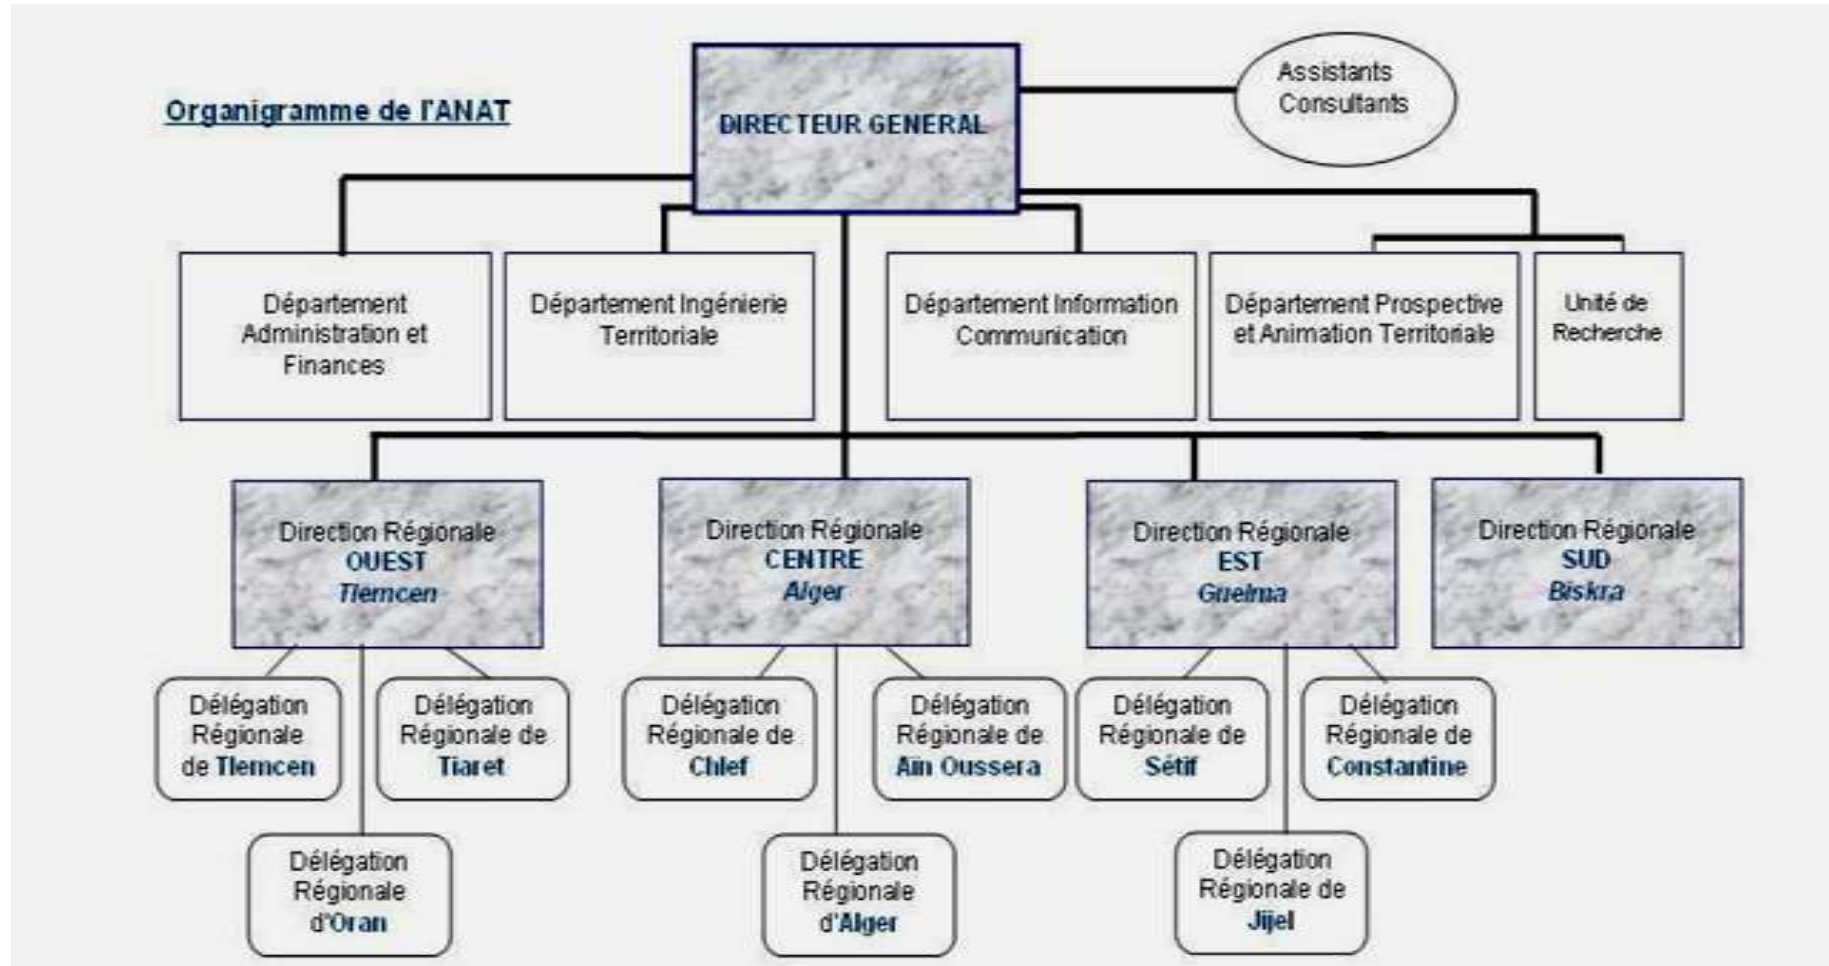 Organigramme de l'ANAT
DIRECTEUR GENERAL
Assistants
Consultants
Département
Administration et
Finances
Département Ingénierie
Territoriale
Département Information
Communication
Département Prospective
et Animation Territoriale
Unité de
Recherche
Direction Régionale
OUEST
Tlemcen
Direction Régionale
CENTRE
Alger
Direction Régionale
EST
Guelma
Direction Régionale
SUD
Biskra
Délégation
Régionale
de Tlemcen
Délégation
Régionale de
Tiaret
Délégation
Régionale de
Chlef
Délégation
Régionale de
Aïn Oussera
Délégation
Régionale de
Sétif
Délégation
Régionale de
Constantine
Délégation
Régionale
d'Oran
Délégation
Régionale
d'Alger
Délégation
Régionale de
Jijel